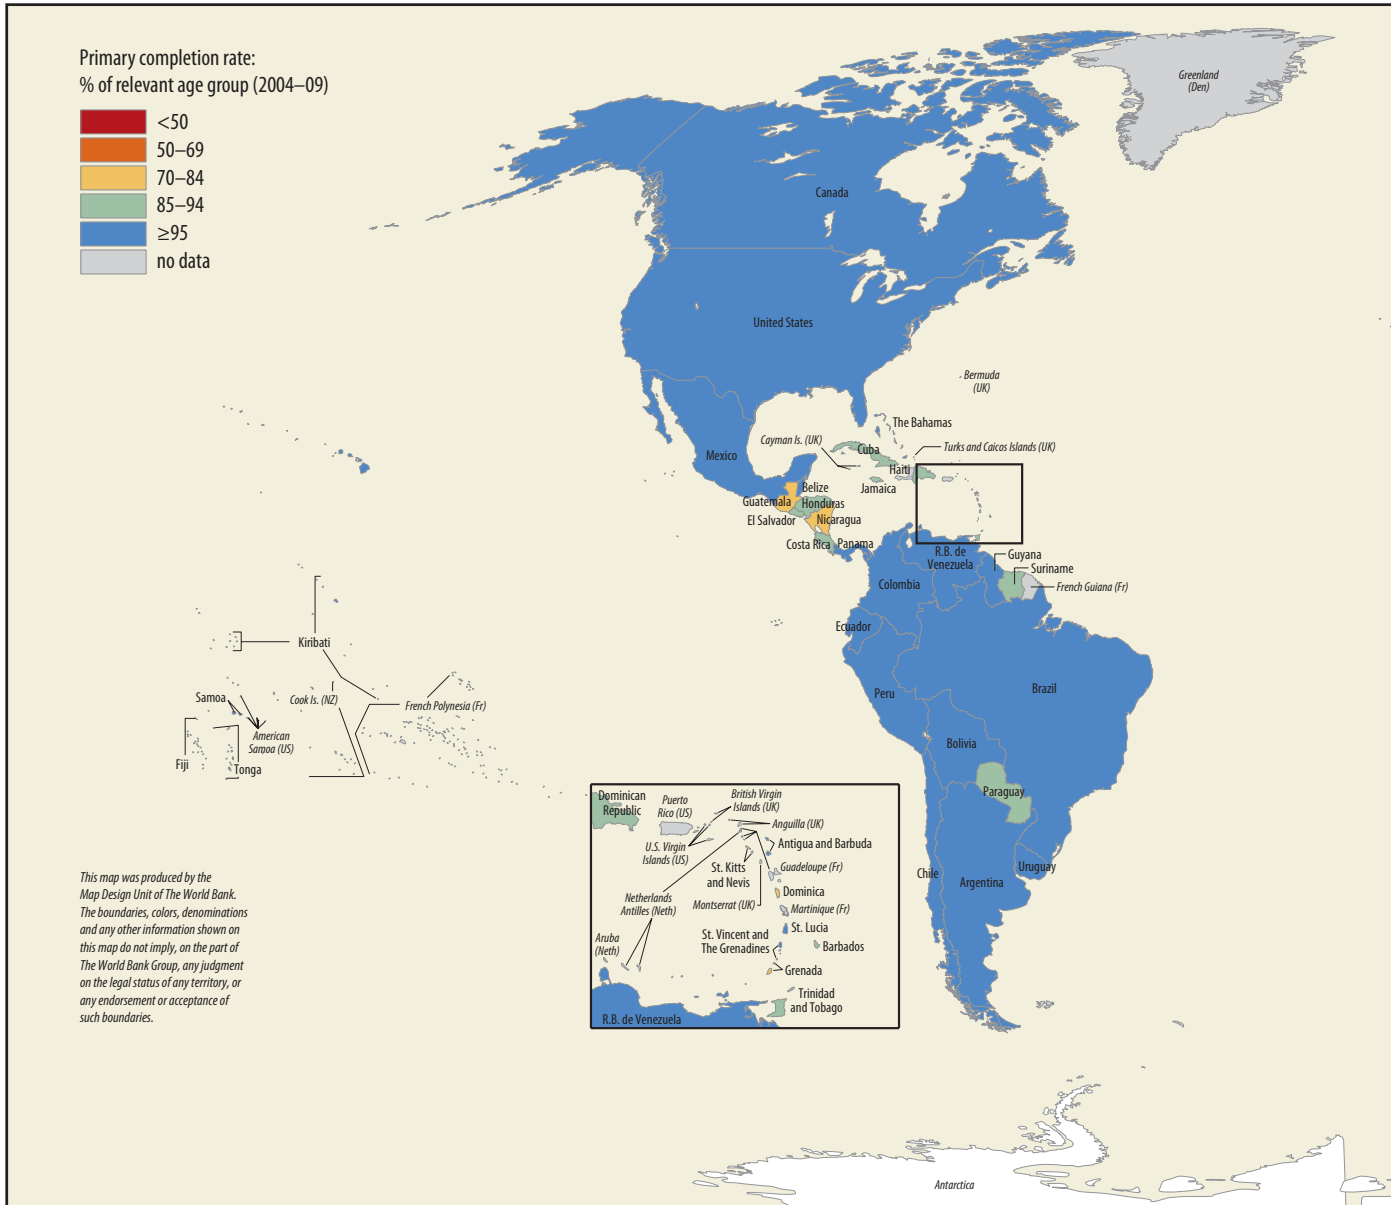 Primary completion rate:
% of relevant age group (2004–09)
<50
50–69
70–84
85–94
≥95
no data
Greenland
(Den)
Canada
United States
Bermuda
(UK)
The Bahamas
Cayman Is. (UK)
Cuba
Turks and Caicos Islands (UK)
Mexico
Haiti
Jamaica
Belize
Guatemala
Honduras
El Salvador
Nicaragua
Costa Rica
Panama
R.B. de
Venezuela
Guyana
Suriname
French Guiana (Fr)
Colombia
Ecuador
Kiribati
Peru
Brazil
Samoa
Cook Is. (NZ)
French Polynesia (Fr)
American
Samoa (US)
Fiji
Tonga
Bolivia
Paraguay
Chile
Argentina
Uruguay
Dominican
Republic
Puerto
Rico (US)
British Virgin
Islands (UK)
Anguilla (UK)
U.S. Virgin
Islands (US)
Antigua and Barbuda
St. Kitts
and Nevis
Guadeloupe (Fr)
Netherlands
Antilles (Neth)
Montserrat (UK)
Dominica
Martinique (Fr)
St. Lucia
Aruba
(Neth)
St. Vincent and
The Grenadines
Barbados
Grenada
Trinidad
and Tobago
R.B. de Venezuela
This map was produced by the
Map Design Unit of The World Bank.
The boundaries, colors, denominations
and any other information shown on
this map do not imply, on the part of
The World Bank Group, any judgment
on the legal status of any territory, or
any endorsement or acceptance of
such boundaries.
Antarctica